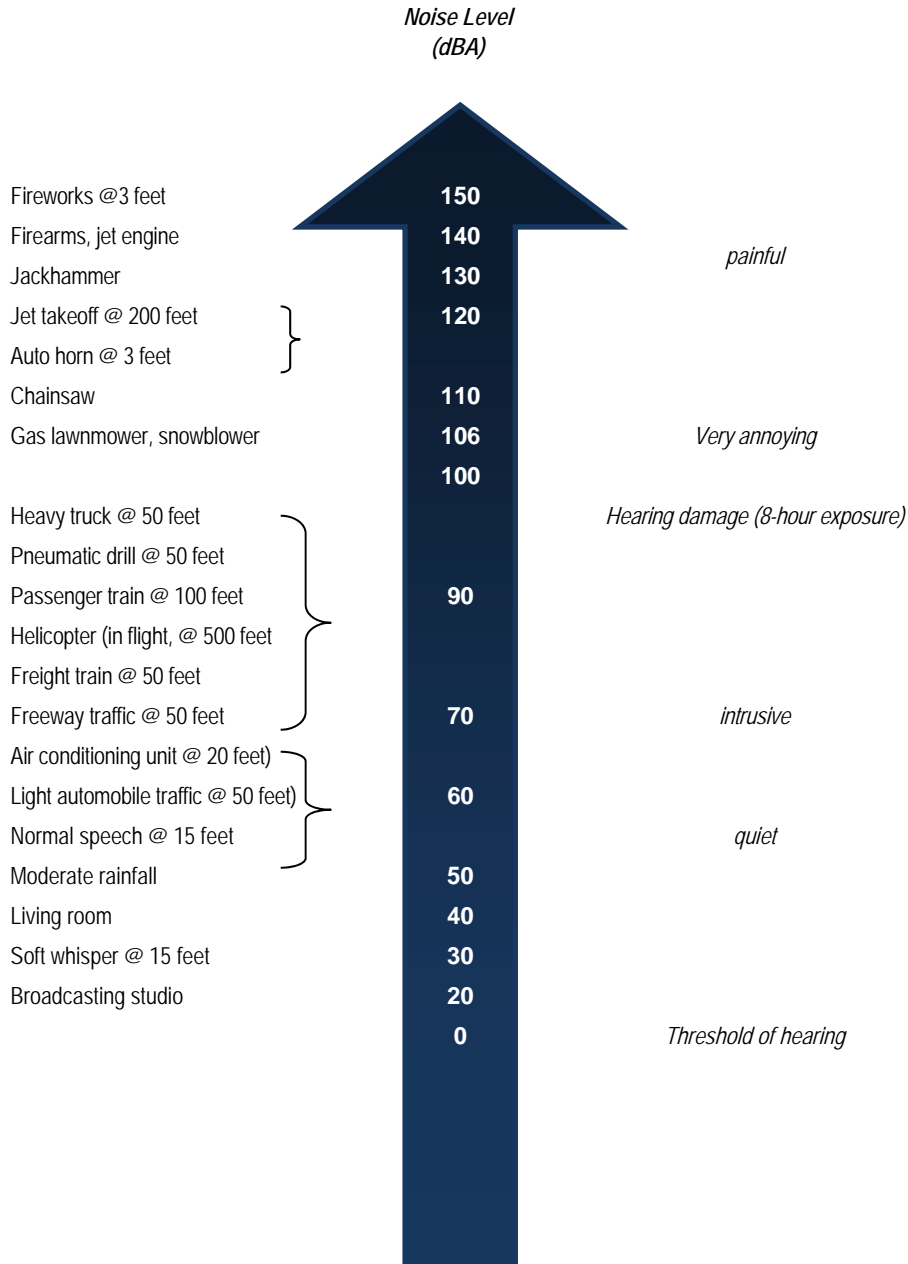 Noise Level
(dBA)
Fireworks @3 feet 150
Firearms, jet engine 140
painful
Jackhammer 130
Jet takeoff @ 200 feet 120
Auto horn @ 3 feet
Chainsaw 110
Gas lawnmower, snowblower 106 Very annoying
100
Heavy truck @ 50 feet Hearing damage (8-hour exposure)
Pneumatic drill @ 50 feet
Passenger train @ 100 feet 90
Helicopter (in flight, @ 500 feet
Freight train @ 50 feet
Freeway traffic @ 50 feet 70 intrusive
Air conditioning unit @ 20 feet)
Light automobile traffic @ 50 feet) 60
Normal speech @ 15 feet quiet
Moderate rainfall 50
Living room 40
Soft whisper @ 15 feet 30
Broadcasting studio 20
0 Threshold of hearing